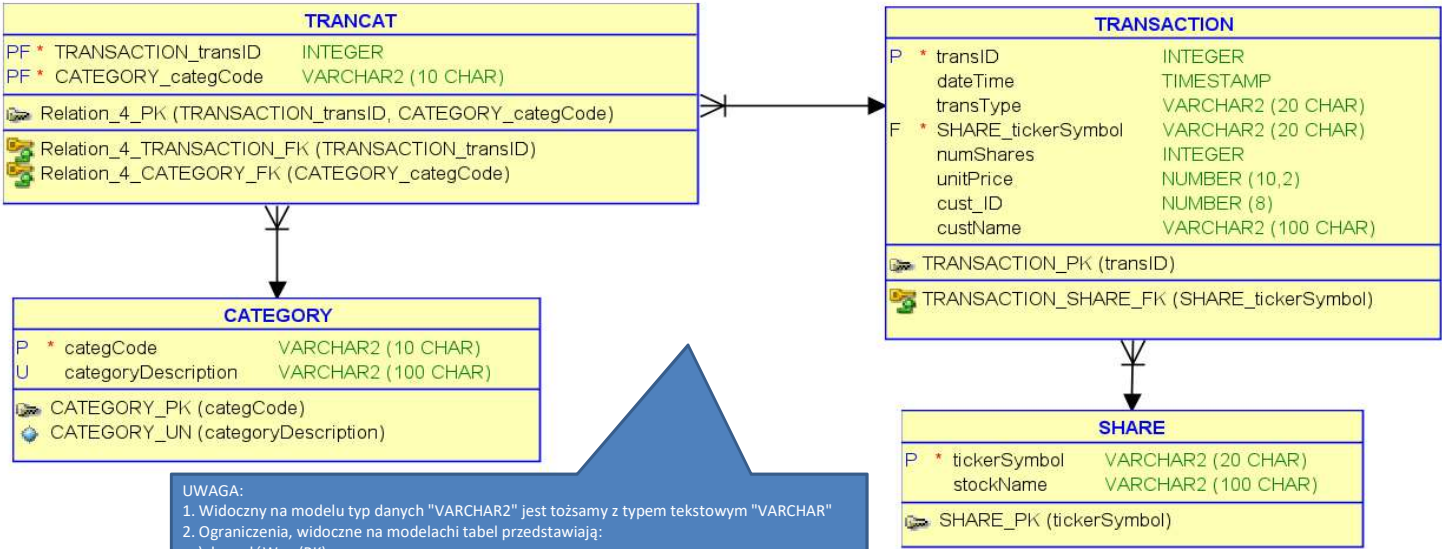 TRANCAT
PF * TRANSACTION_transID INTEGER
PF * CATEGORY_categCode VARCHAR2 (10 CHAR)
Relation_4_PK (TRANSACTION_transID, CATEGORY_categCode)
Relation_4_TRANSACTION_FK (TRANSACTION_transID)
Relation_4_CATEGORY_FK (CATEGORY_categCode)
TRANSACTION
P * transID INTEGER
dateTime TIMESTAMP
transType VARCHAR2 (20 CHAR)
F * SHARE_tickerSymbol VARCHAR2 (20 CHAR)
numShares INTEGER
unitPrice NUMBER (10,2)
cust_ID NUMBER (8)
custName VARCHAR2 (100 CHAR)
TRANSACTION_PK (transID)
TRANSACTION_SHARE_FK (SHARE_tickerSymbol)
CATEGORY
P * categCode VARCHAR2 (10 CHAR)
U categoryDescription VARCHAR2 (100 CHAR)
CATEGORY_PK (categCode)
CATEGORY_UN (categoryDescription)
SHARE
P * tickerSymbol VARCHAR2 (20 CHAR)
stockName VARCHAR2 (100 CHAR)
SHARE_PK (tickerSymbol)
UWAGA:
1. Widoczny na modelu typ danych "VARCHAR2" jest tożsamy z typem tekstowym "VARCHAR"
2. Ograniczenia, widoczne na modelachi tabel przedstawiają: